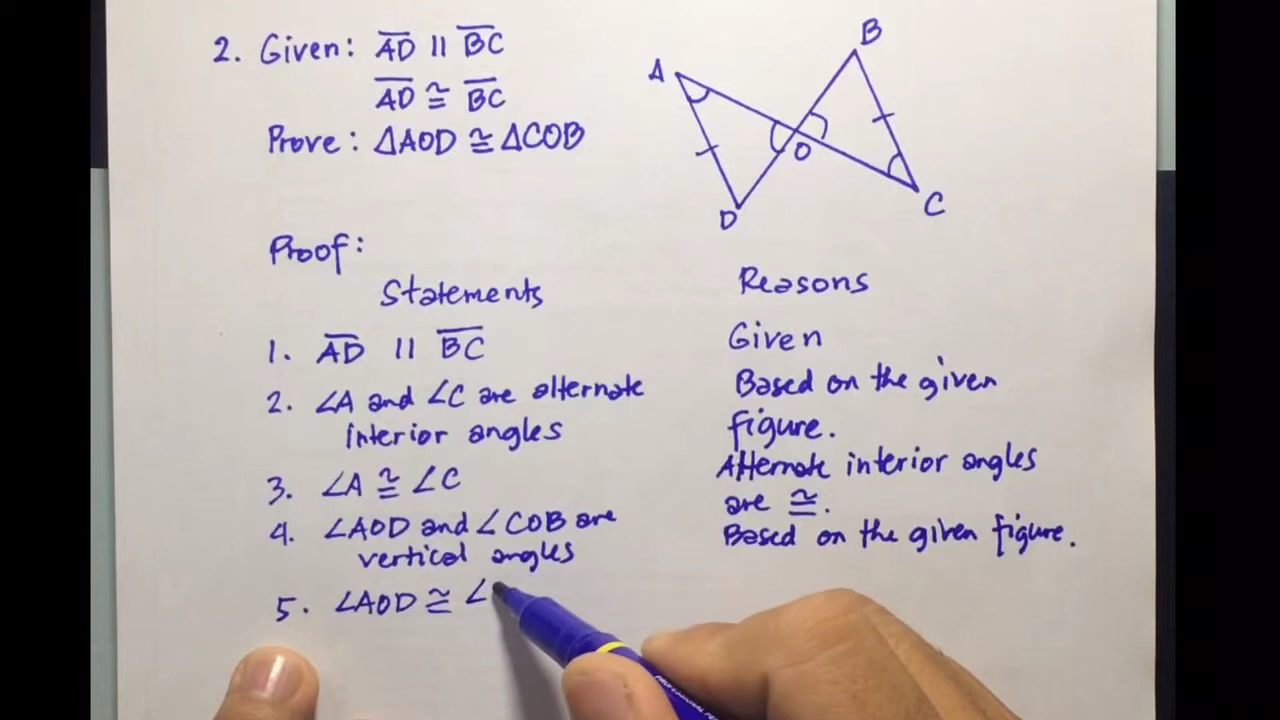 2. Given: AD || BC
AD ≅ BC
Prove: ΔAOD ≅ ΔCOB
A
B
O
D
C
Proof:
Statements
Reasons
1. AD || BC
Given
2. ∠A and ∠C are alternate
interior angles
Based on the given
figure.
3. ∠A ≅ ∠C
Alternate interior angles
are ≅.
4. ∠AOD and ∠COB are
vertical angles
Based on the given figure.
5. ∠AOD ≅ ∠